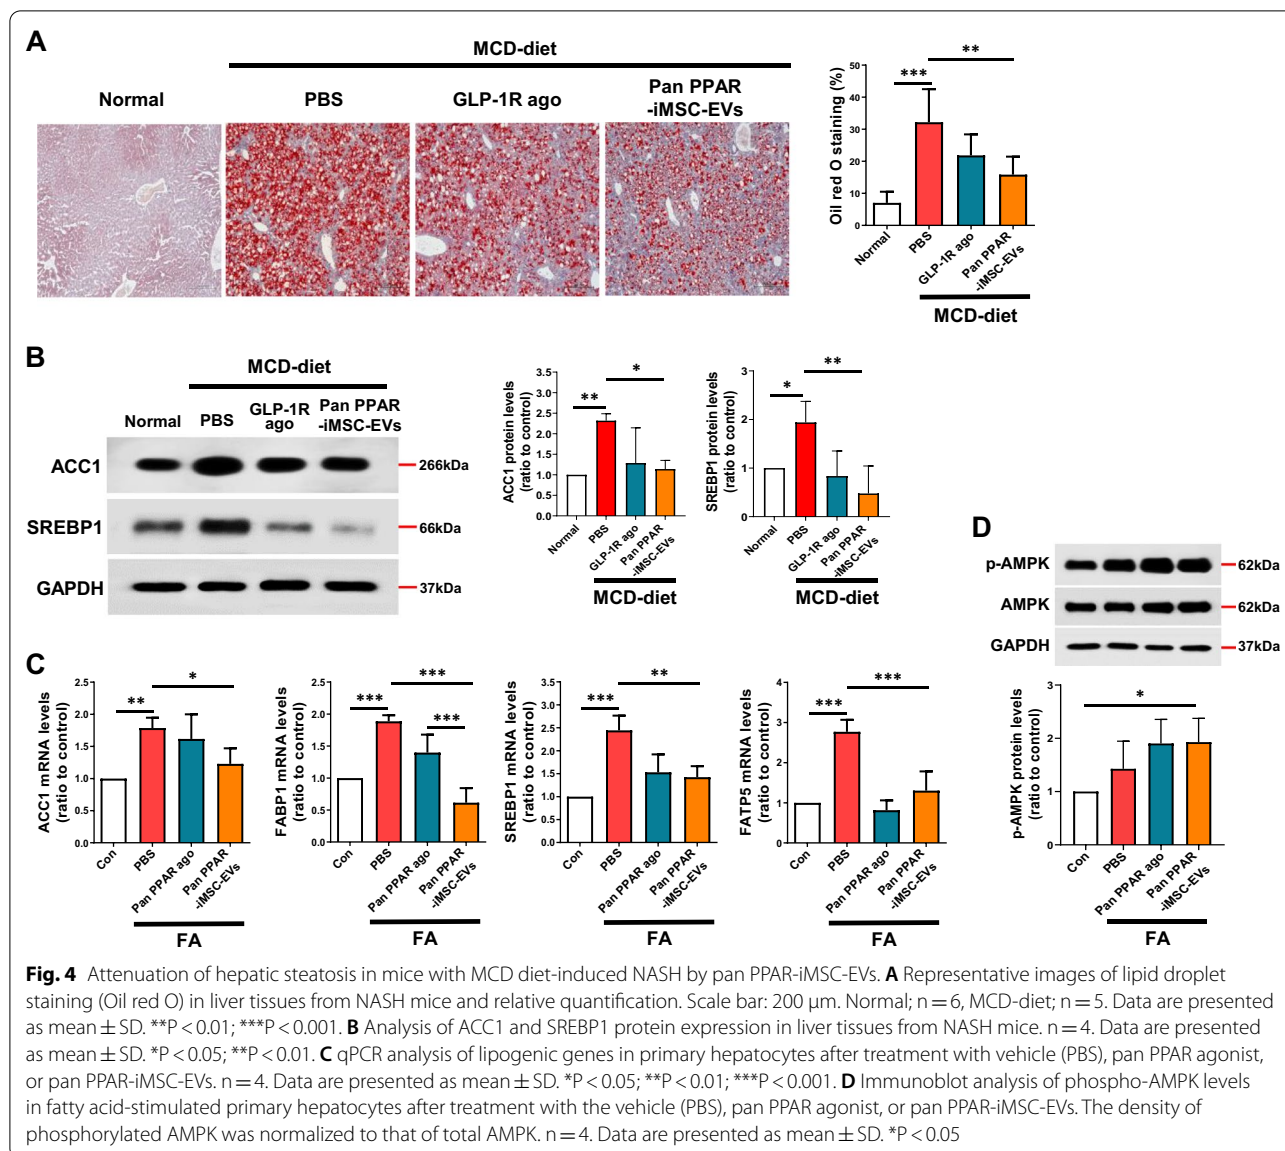 A
MCD-diet
Normal
PBS
GLP-1R ago
Pan PPAR
-iMSC-EVs
Oil red O staining (%)
50
40
30
20
10
0
***
**
Normal
PBS
GLP-1R ago
Pan PPAR
-iMSC-EVs
MCD-diet
B
MCD-diet
Normal
PBS
GLP-1R
ago
Pan PPAR
-iMSC-EVs
ACC1
266kDa
SREBP1
66kDa
GAPDH
37kDa
ACC1 protein levels
(ratio to control)
3.5
3.0
2.5
2.0
1.5
1.0
0.5
0.0
**
*
Normal
PBS
GLP-1R ago
Pan PPAR
-iMSC-EVs
MCD-diet
SREBP1 protein levels
(ratio to control)
3
2
1
0
*
**
Normal
PBS
GLP-1R ago
Pan PPAR
-iMSC-EVs
MCD-diet
C
ACC1 mRNA levels
(ratio to control)
2.5
2.0
1.5
1.0
0.5
0.0
**
*
Con
PBS
Pan PPAR ago
Pan PPAR
-iMSC-EVs
FA
FABP1 mRNA levels
(ratio to control)
2.5
2.0
1.5
1.0
0.5
0.0
***
***
***
Con
PBS
Pan PPAR ago
Pan PPAR
-iMSC-EVs
FA
SREBP1 mRNA levels
(ratio to control)
3.5
3.0
2.5
2.0
1.5
1.0
0.5
0.0
***
**
Con
PBS
Pan PPAR ago
Pan PPAR
-iMSC-EVs
FA
FATP5 mRNA levels
(ratio to control)
4
3
2
1
0
***
***
Con
PBS
Pan PPAR ago
Pan PPAR
-iMSC-EVs
FA
D
p-AMPK
62kDa
AMPK
62kDa
GAPDH
37kDa
p-AMPK protein levels
(ratio to control)
3
2
1
0
*
Con
PBS
Pan PPAR ago
Pan PPAR
-iMSC-EVs
FA
Fig. 4 Attenuation of hepatic steatosis in mice with MCD diet-induced NASH by pan PPAR-iMSC-EVs. A Representative images of lipid droplet
staining (Oil red O) in liver tissues from NASH mice and relative quantification. Scale bar: 200 μm. Normal; n = 6, MCD-diet; n = 5. Data are presented
as mean ± SD. **P < 0.01; ***P < 0.001. B Analysis of ACC1 and SREBP1 protein expression in liver tissues from NASH mice. n = 4. Data are presented
as mean ± SD. *P < 0.05; **P < 0.01. C qPCR analysis of lipogenic genes in primary hepatocytes after treatment with vehicle (PBS), pan PPAR agonist,
or pan PPAR-iMSC-EVs. n = 4. Data are presented as mean ± SD. *P < 0.05; **P < 0.01; ***P < 0.001. D Immunoblot analysis of phospho-AMPK levels
in fatty acid-stimulated primary hepatocytes after treatment with the vehicle (PBS), pan PPAR agonist, or pan PPAR-iMSC-EVs. The density of
phosphorylated AMPK was normalized to that of total AMPK. n = 4. Data are presented as mean ± SD. *P < 0.05